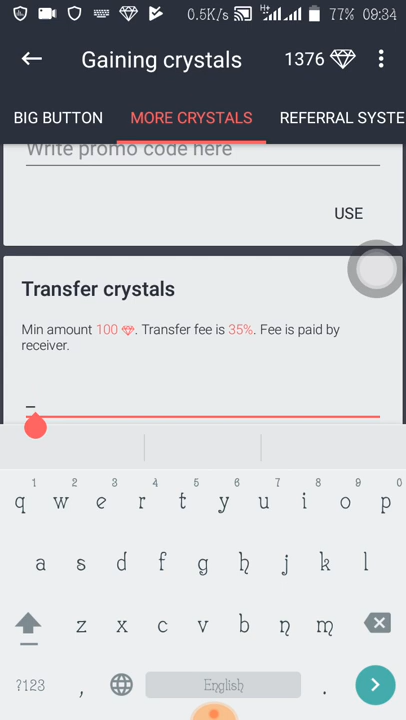 0.5K/s H+ 77% 09:34
Gaining crystals 1376
BIG BUTTON MORE CRYSTALS REFERRAL SYSTE
Write promo code here
USE
Transfer crystals
Min amount 100 . Transfer fee is 35%. Fee is paid by
receiver.
_
1 2 3 4 5 6 7 8 9 0
q w e r t y u i o p
a s d f g h j k l
z x c v b n m
?123 , English .